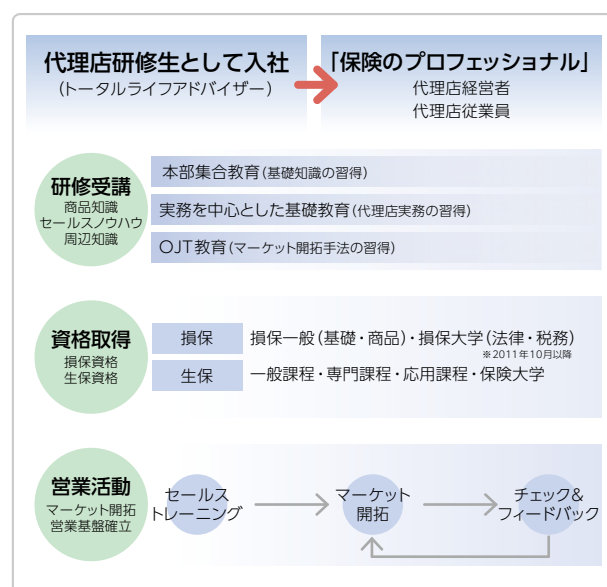 代理店研修生として入社
(トータルライフアドバイザー)
「保険のプロフェッショナル」
代理店経営者
代理店従業員
研修受講
商品知識
セールスノウハウ
周辺知識
本部集合教育(基礎知識の習得)
実務を中心とした基礎教育(代理店実務の習得)
OJT教育(マーケット開拓手法の習得)
資格取得
損保資格
生保資格
損保
損保一般(基礎・商品)・損保大学(法律・税務)
※2011年10月以降
生保
一般課程・専門課程・応用課程・保険大学
営業活動
マーケット開拓
営業基盤確立
セールス
トレーニング
マーケット
開拓
チェック&
フィードバック